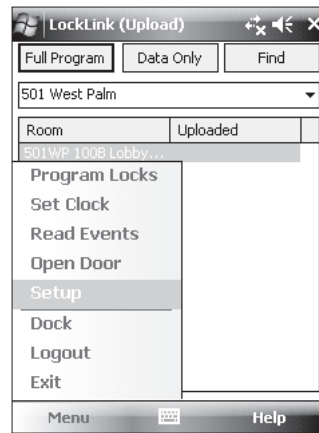 LockLink (Upload)
Full Program Data Only Find
501 West Palm
Room Uploaded
501WP 100B Lobby...
Program Locks
Set Clock
Read Events
Open Door
Setup
Dock
Logout
Exit
Menu Help